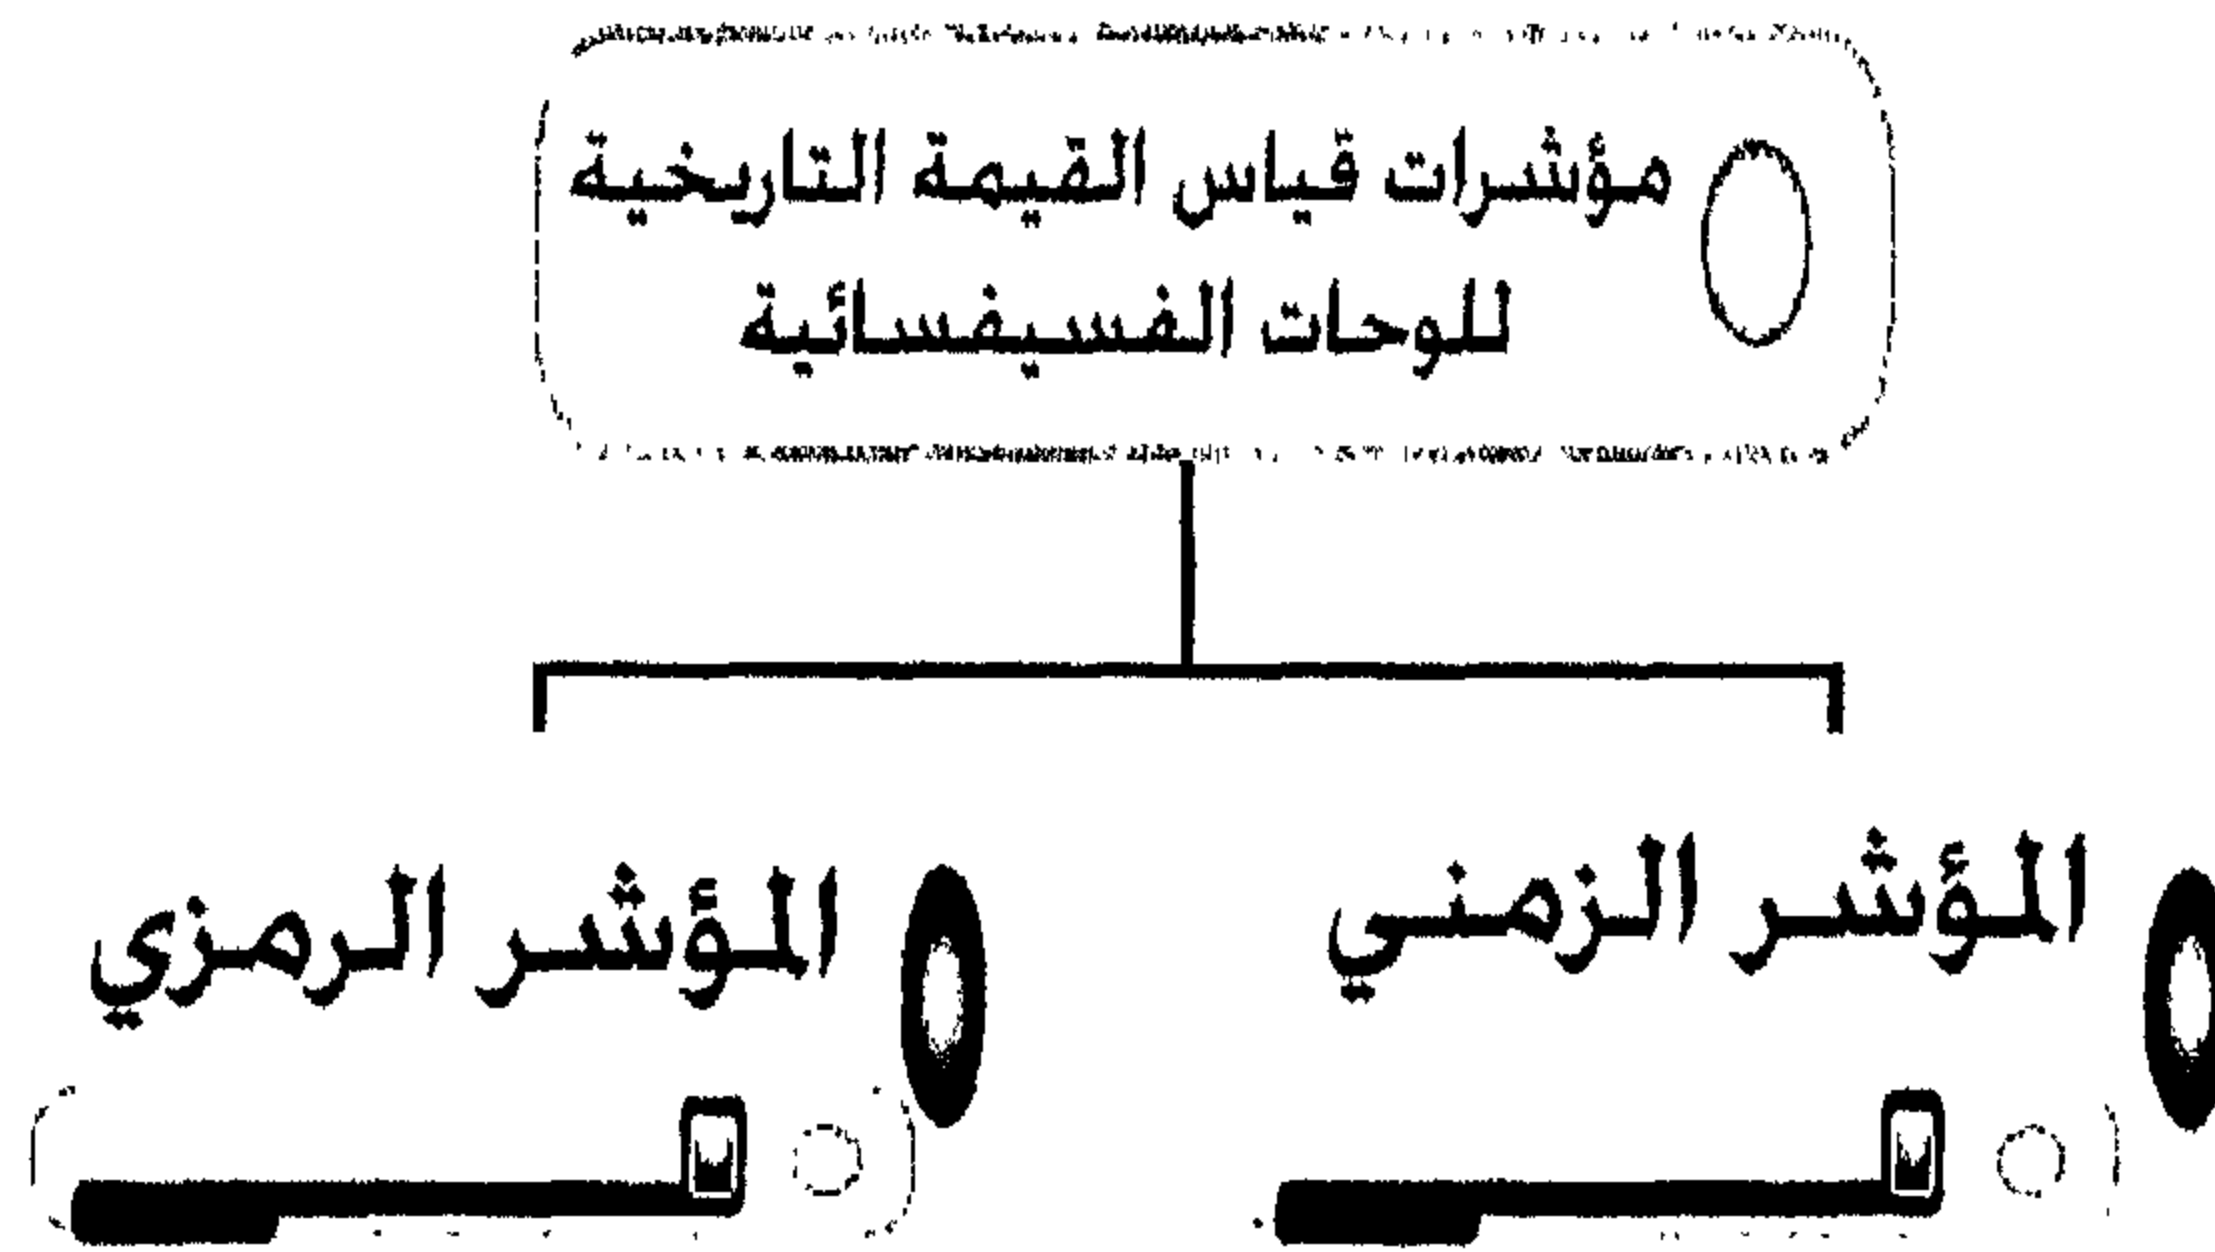 مؤشرات قياس القيمة التاريخية
للوحات الفسيفسائية
المؤشر الزمني
المؤشر الرمزي